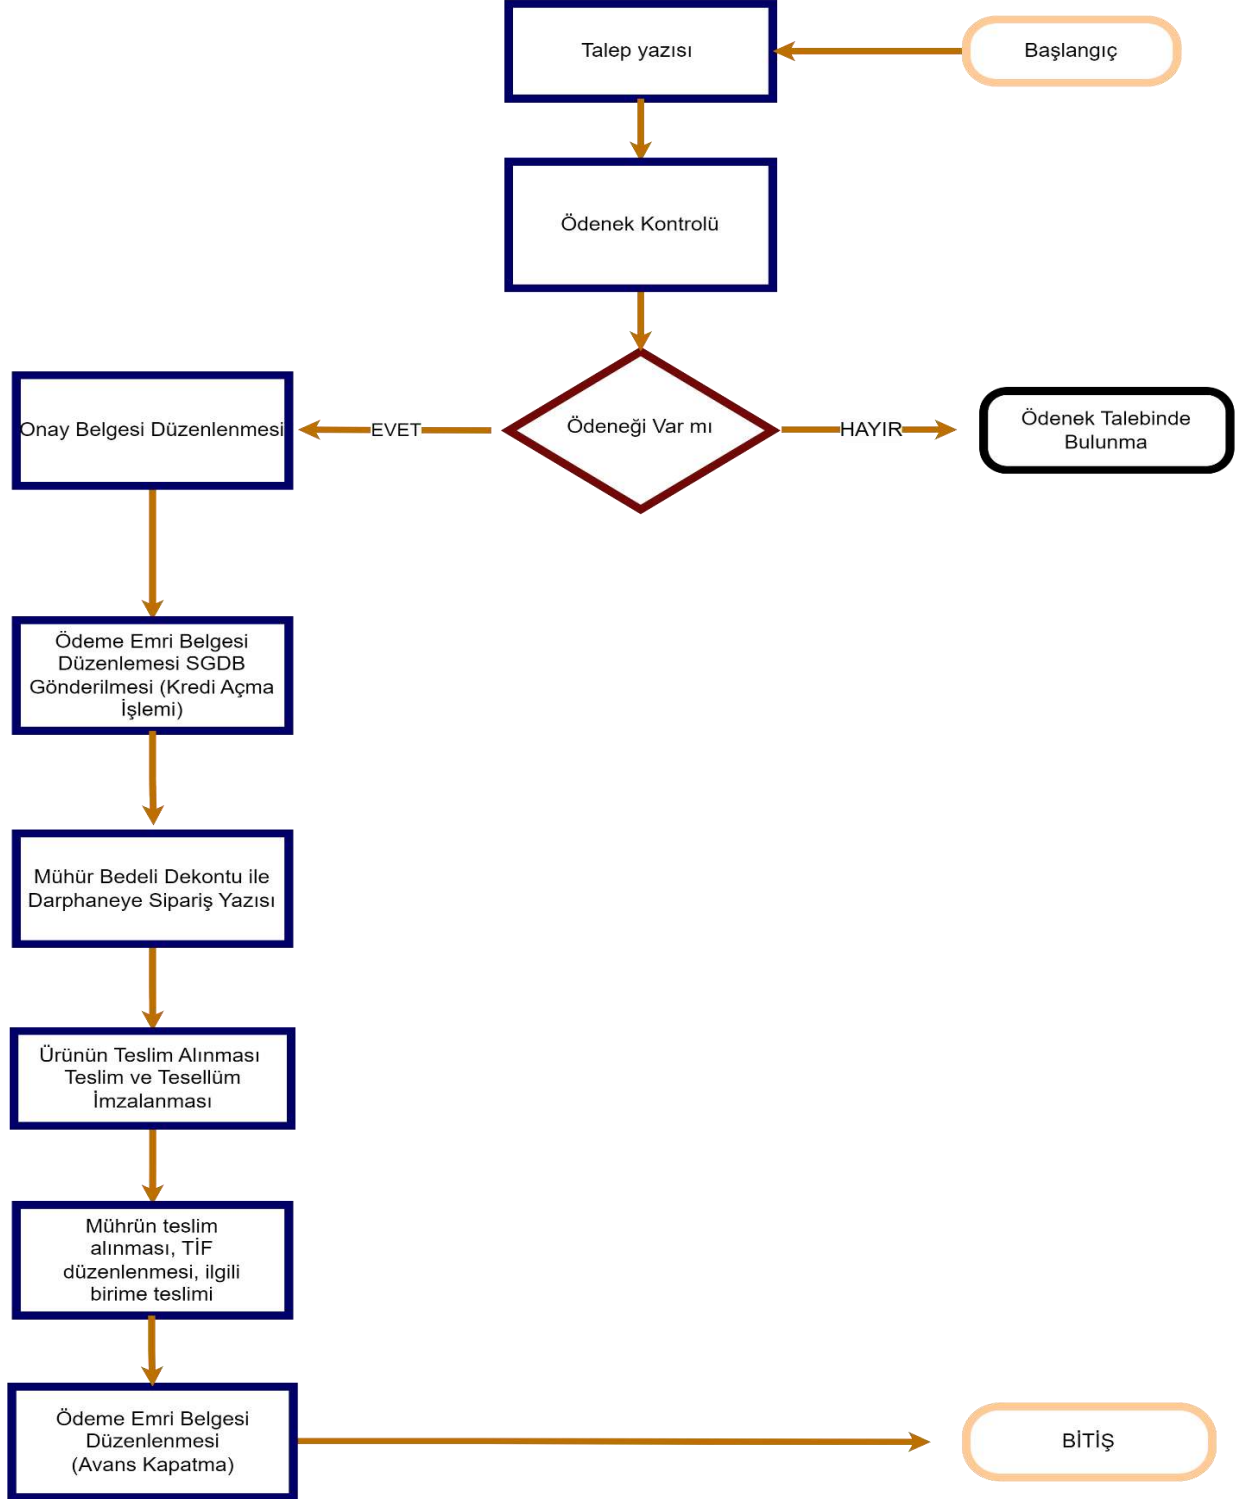 Talep yazısı
Başlangıç
Ödenek Kontrolü
Onay Belgesi Düzenlenmesi
EVET
Ödeneği Var mı
HAYIR
Ödenek Talebinde
Bulunma
Ödeme Emri Belgesi
Düzenlemesi SGDB
Gönderilmesi (Kredi Açma
İşlemi)
Mühür Bedeli Dekontu ile
Darphaneye Sipariş Yazısı
Ürünün Teslim Alınması
Teslim ve Tesellüm
İmzalanması
Mührün teslim
alınması, TİF
düzenlenmesi, ilgili
birime teslimi
Ödeme Emri Belgesi
Düzenlenmesi
(Avans Kapatma)
BİTİŞ